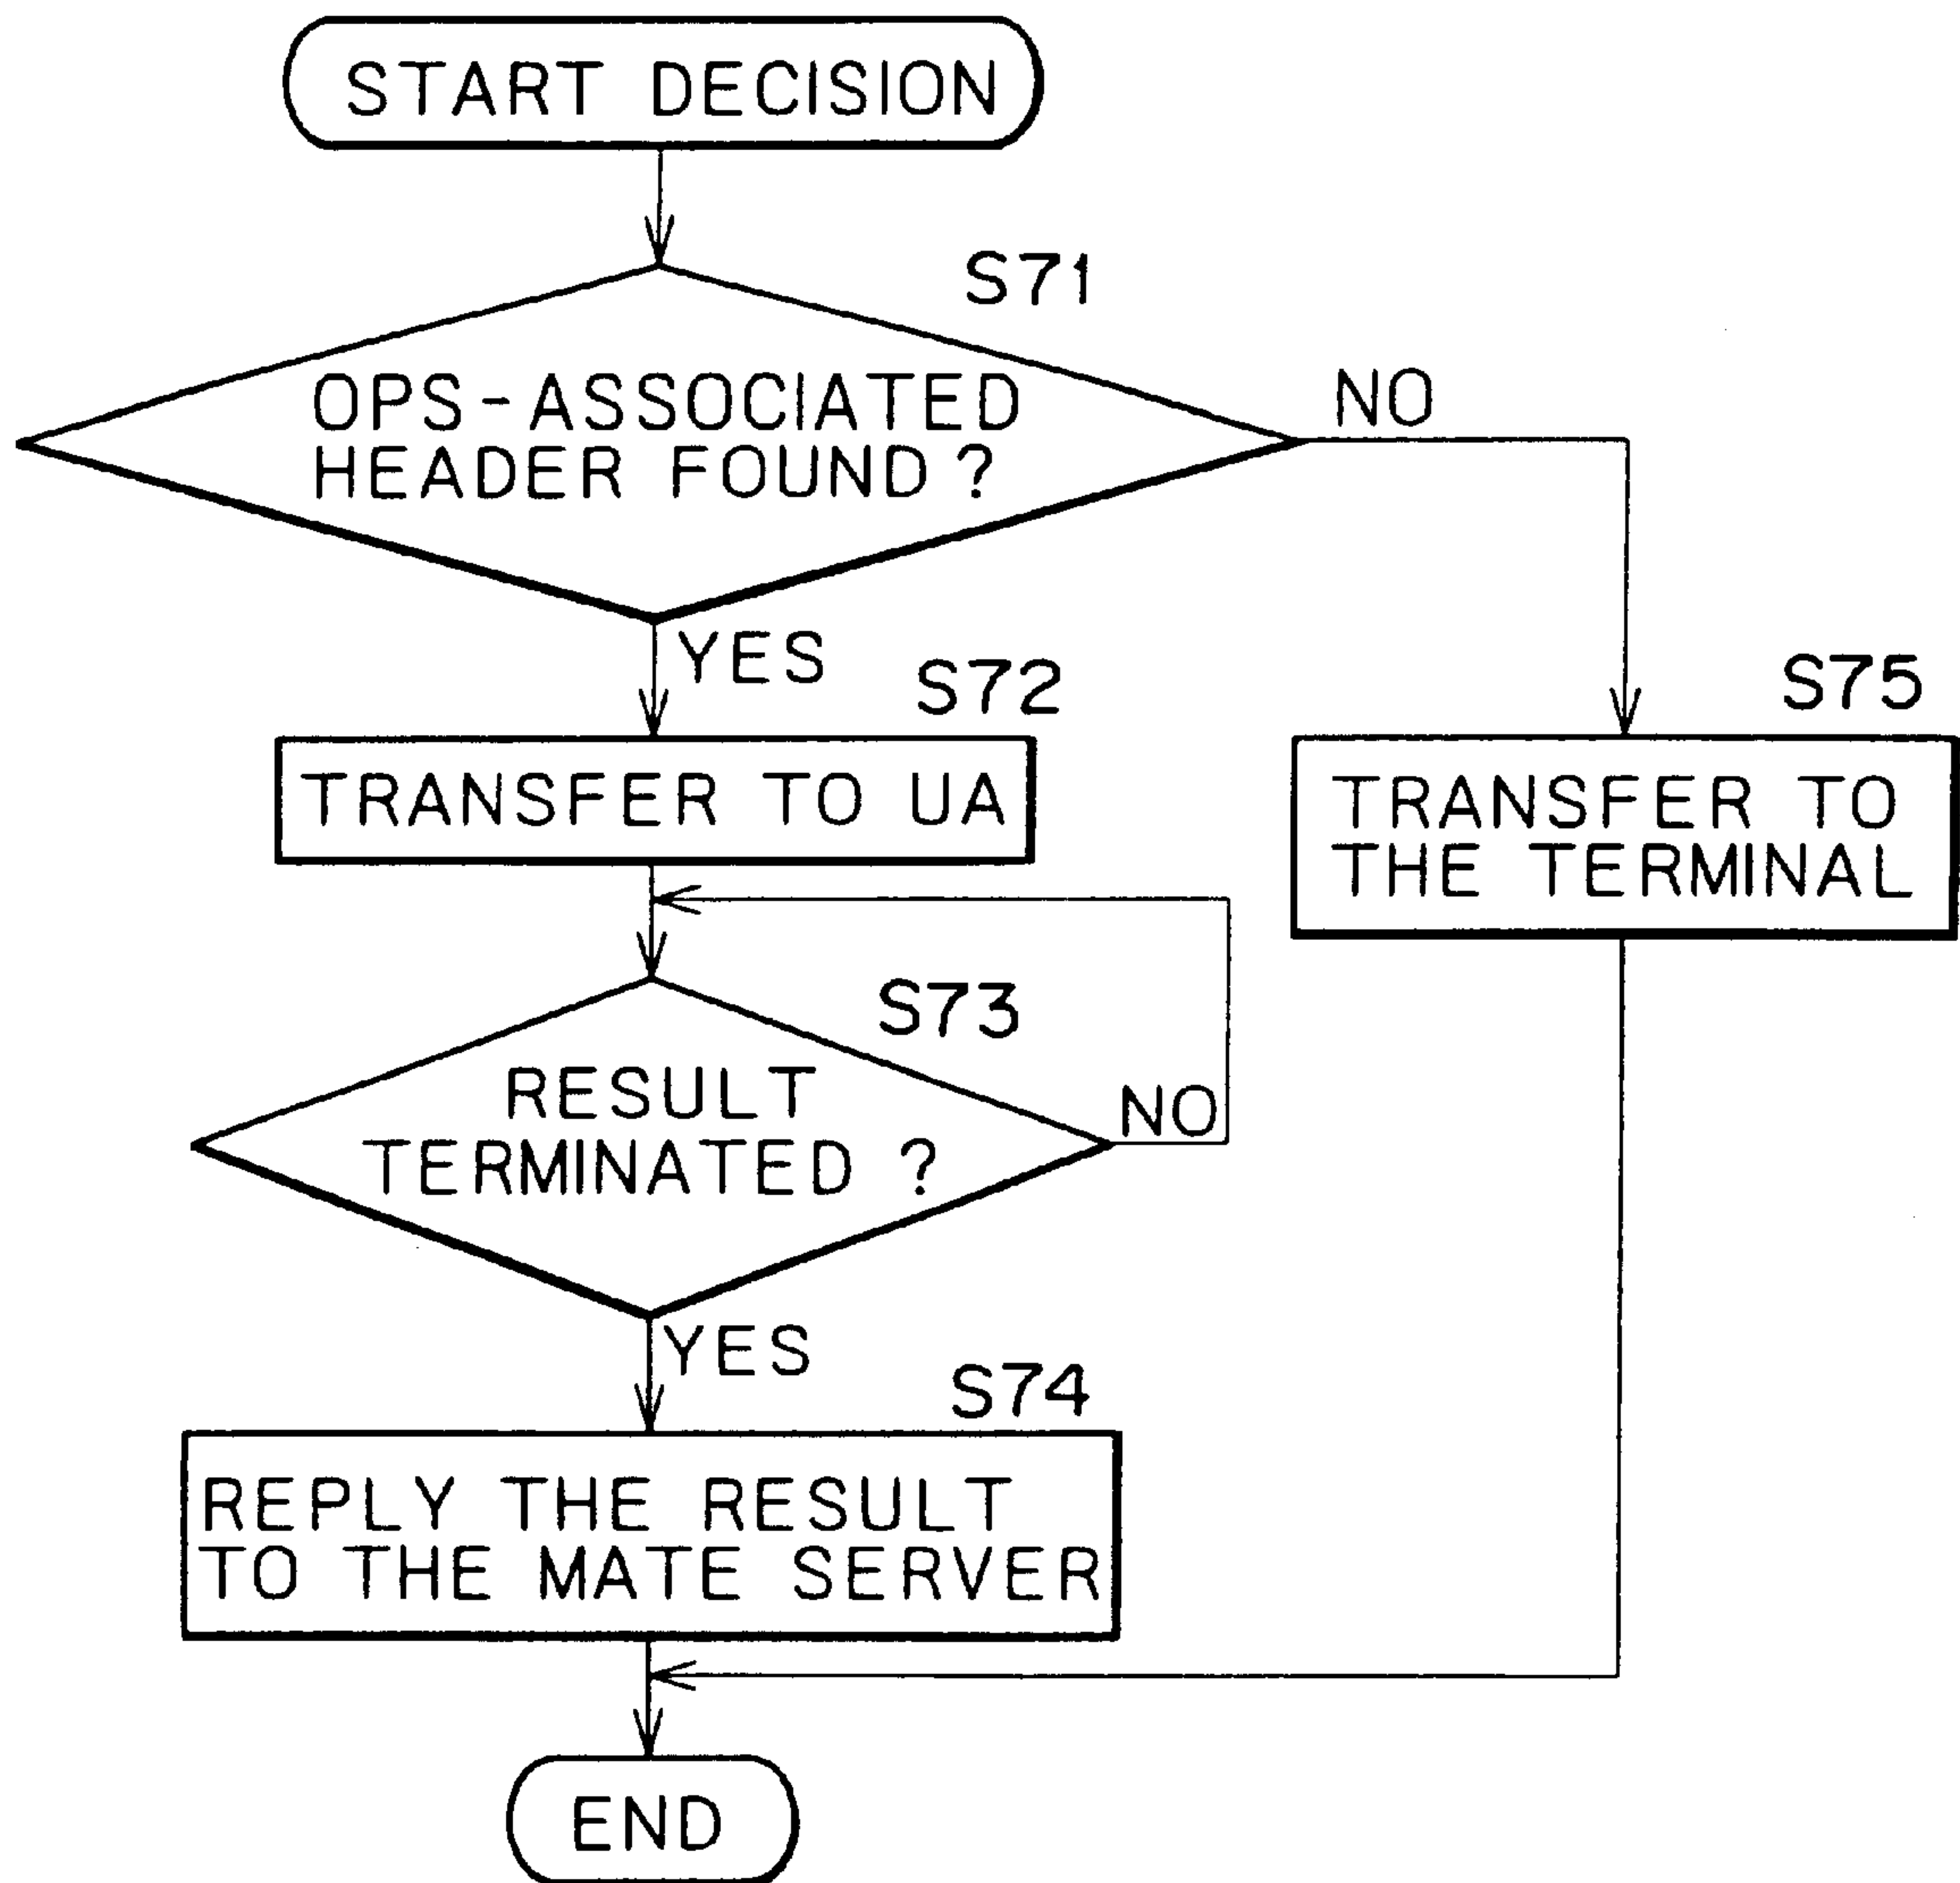 START DECISION
S71
OPS-ASSOCIATED
HEADER FOUND?
NO
YES
S72
S75
TRANSFER TO UA
TRANSFER TO
THE TERMINAL
S73
RESULT
TERMINATED ?
NO
YES
S74
REPLY THE RESULT
TO THE MATE SERVER
END